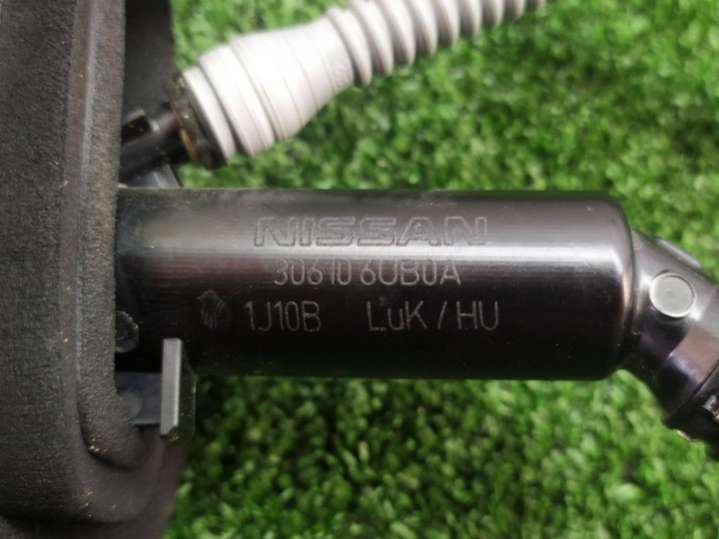 NISSAN
30610 6UB0A
1J10B LuK / HU